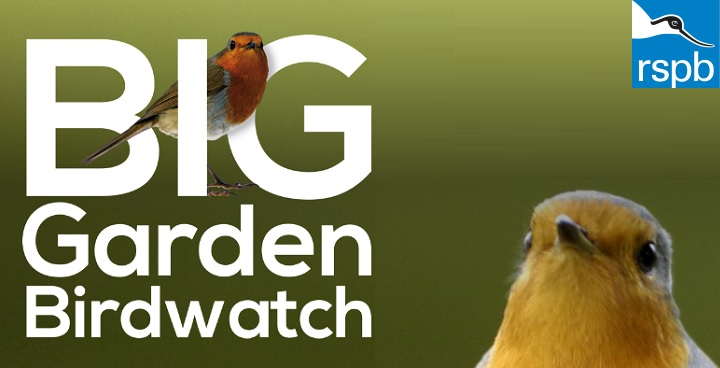 BIG
Garden
Birdwatch
rspb